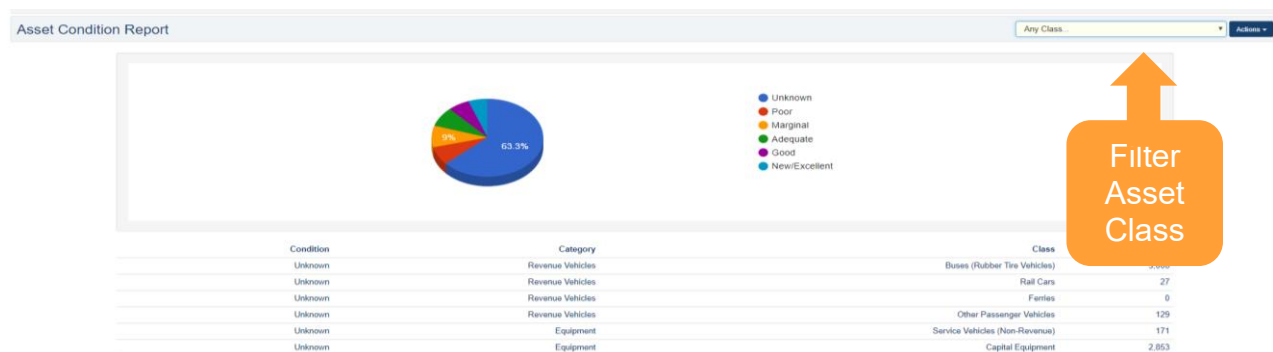 Asset Condition Report
Any Class...
Actions
Unknown
Poor
Marginal
Adequate
Good
New/Excellent
9%
63.3%
Filter
Asset
Class
Condition Category Class
Unknown Revenue Vehicles Buses (Rubber Tire Vehicles)
Unknown Revenue Vehicles Rail Cars 27
Unknown Revenue Vehicles Ferries 0
Unknown Revenue Vehicles Other Passenger Vehicles 129
Unknown Equipment Service Vehicles (Non-Revenue) 171
Unknown Equipment Capital Equipment 2,853